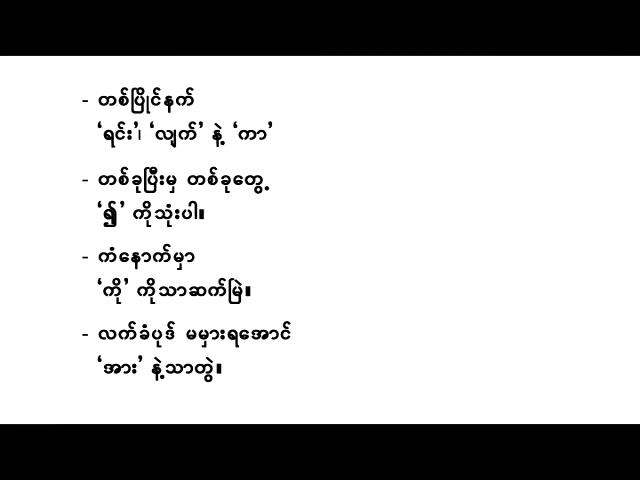 - တစ်ပြိုင်နက်
‘ရင်း’၊ ‘လျက်’ နဲ့ ‘ကာ’
- တစ်ခုပြီးမှ တစ်ခုတွေ့
‘၍’ ကိုသုံးပါ။
- ကံနောက်မှာ
‘ကို’ ကိုသာဆက်မြဲ။
- လက်ခံပုဒ် မမှားရအောင်
‘အား’ နဲ့သာတွဲ။